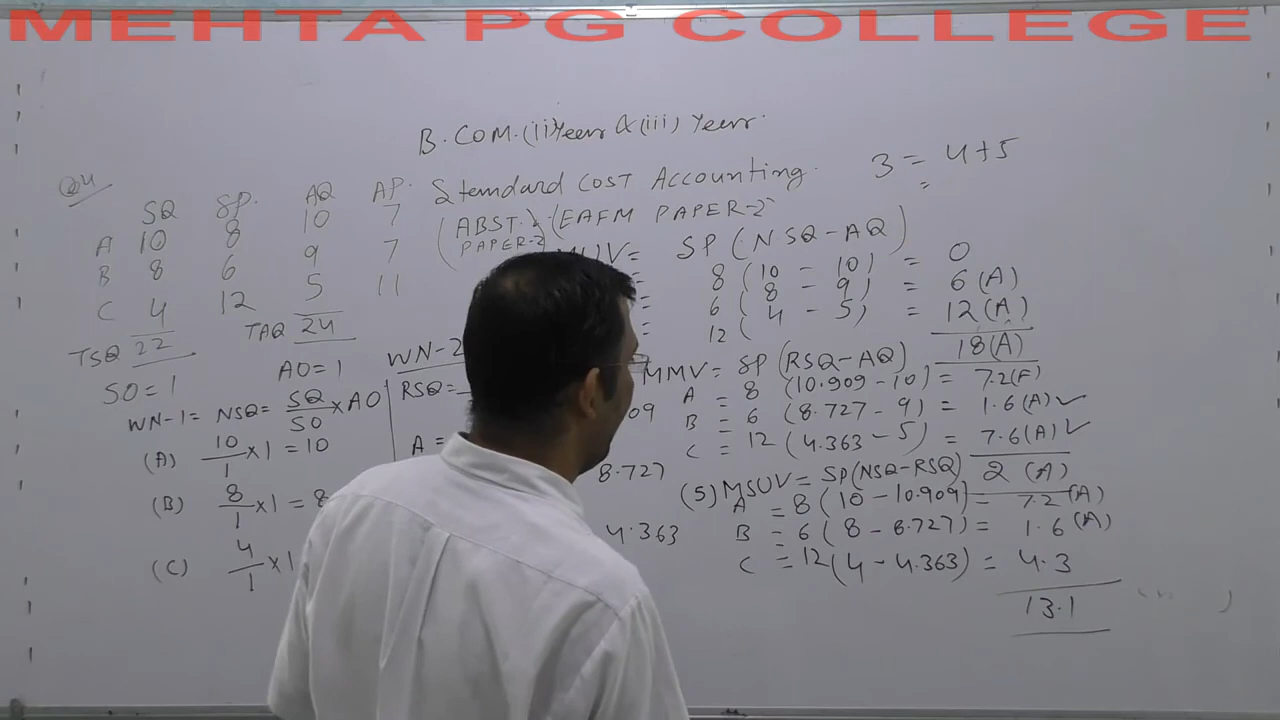 MEHTA PG COLLEGE
B.COM.(ii)Year & (iii) Year.
3 = 4+5
Q4
Standard COST Accounting.
(ABST. PAPER-2) (EAFM PAPER-2
SQ SP. AQ AP.
A 10 8 10 7
B 8 6 9 7
C 4 12 5 11
TSQ 22 TAQ 24
SO=1 AO=1
WN-1= NSQ= SQ/SO ×AO
(A) 10/1 ×1 = 10
(B) 8/1 ×1 = 8
(C) 4/1 ×1
WN-2
RSQ=
A =
8.727
4.363
MUV= SP(NSQ-AQ)
8 (10 - 10) = 0
6 (8 - 9) = 6(A)
12 (4 - 5) = 12(A)
18(A)
MMV= SP(RSQ-AQ)
A = 8 (10.909-10) = 7.2(F)
B = 6 (8.727-9) = 1.6(A)✓
C = 12 (4.363-5) = 7.6(A)✓
2 (A)
(5) MSUV= SP(NSQ-RSQ)
A = 8(10-10.909) = 7.2(A)
B = 6(8-8.727) = 1.6(A)
C = 12(4-4.363) = 4.3
13.1